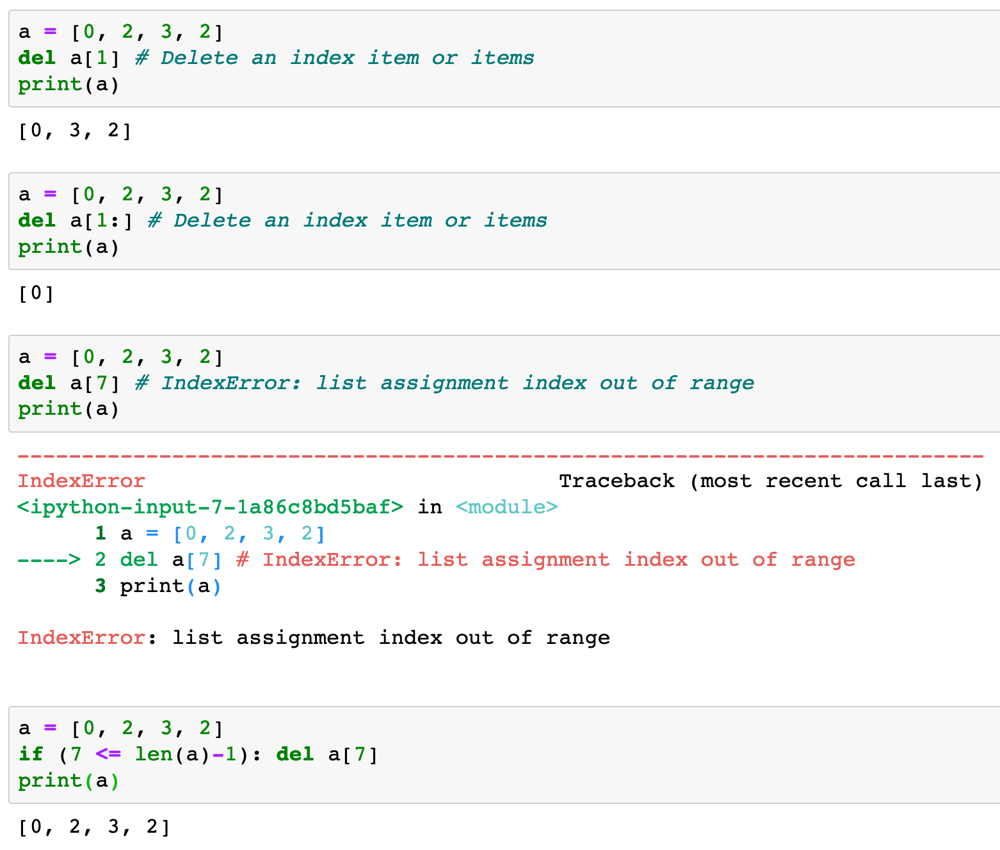 a = [0, 2, 3, 2]
del a[1] # Delete an index item or items
print(a)
[0, 3, 2]
a = [0, 2, 3, 2]
del a[1:] # Delete an index item or items
print(a)
[0]
a = [0, 2, 3, 2]
del a[7] # IndexError: list assignment index out of range
print(a)
---------------------------------------------------------------------------
IndexError                                Traceback (most recent call last)
<ipython-input-7-1a86c8bd5baf> in <module>
      1 a = [0, 2, 3, 2]
----> 2 del a[7] # IndexError: list assignment index out of range
      3 print(a)
IndexError: list assignment index out of range
a = [0, 2, 3, 2]
if (7 <= len(a)-1): del a[7]
print(a)
[0, 2, 3, 2]